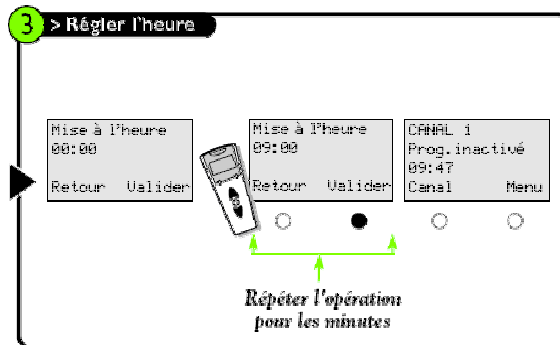 3 > Régler l'heure
Mise à l'heure
00:00
Retour Valider
Mise à l'heure
09:00
Retour Valider
CANAL 1
Prog.inactivé
09:47
Canal Menu
Répéter l'opération
pour les minutes